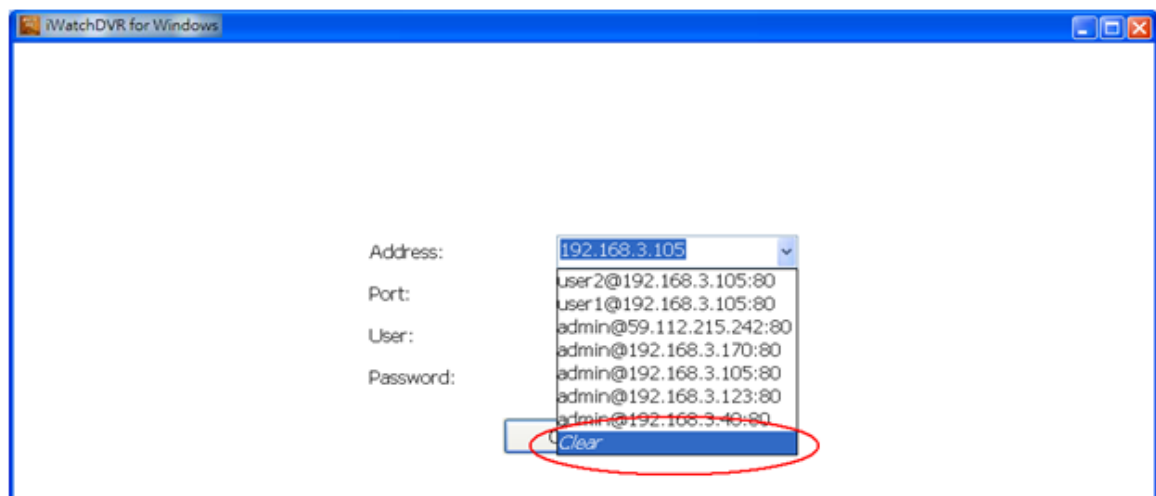 iWatchDVR for Windows
Address:
192.168.3.105
user2@192.168.3.105:80
Port:
user1@192.168.3.105:80
admin@59.112.215.242:80
User:
admin@192.168.3.170:80
Password:
admin@192.168.3.105:80
admin@192.168.3.123:80
admin@192.168.3.40:80
Clear